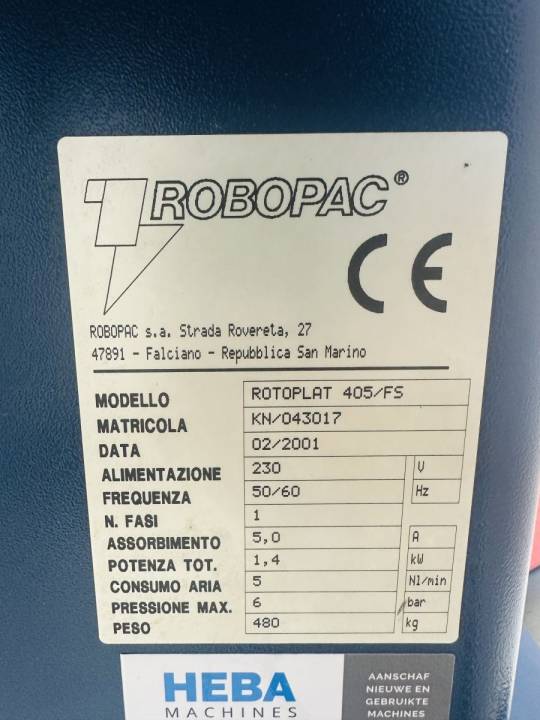 ROBOPAC®
CE
ROBOPAC s.a. Strada Rovereta, 27
47891 - Falciano - Repubblica San Marino
MODELLO ROTOPLAT 405/FS
MATRICOLA KN/043017
DATA 02/2001
ALIMENTAZIONE 230 V
FREQUENZA 50/60 Hz
N. FASI 1
ASSORBIMENTO 5,0 A
POTENZA TOT. 1,4 kW
CONSUMO ARIA 5 Nl/min
PRESSIONE MAX. 6 bar
PESO 480 kg
HEBA
MACHINES
AANSCHAF
NIEUWE EN
GEBRUIKTE
MACHINES